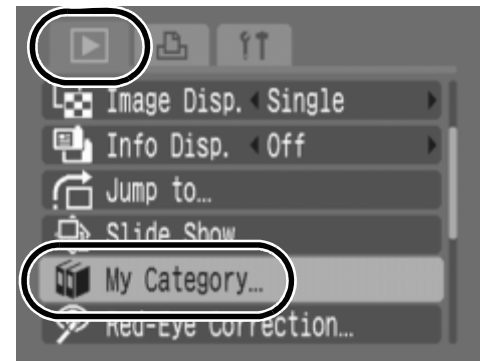 Image Disp. Single
Info Disp. Off
Jump to...
Slide Show
My Category...
Red-Eye Correction...